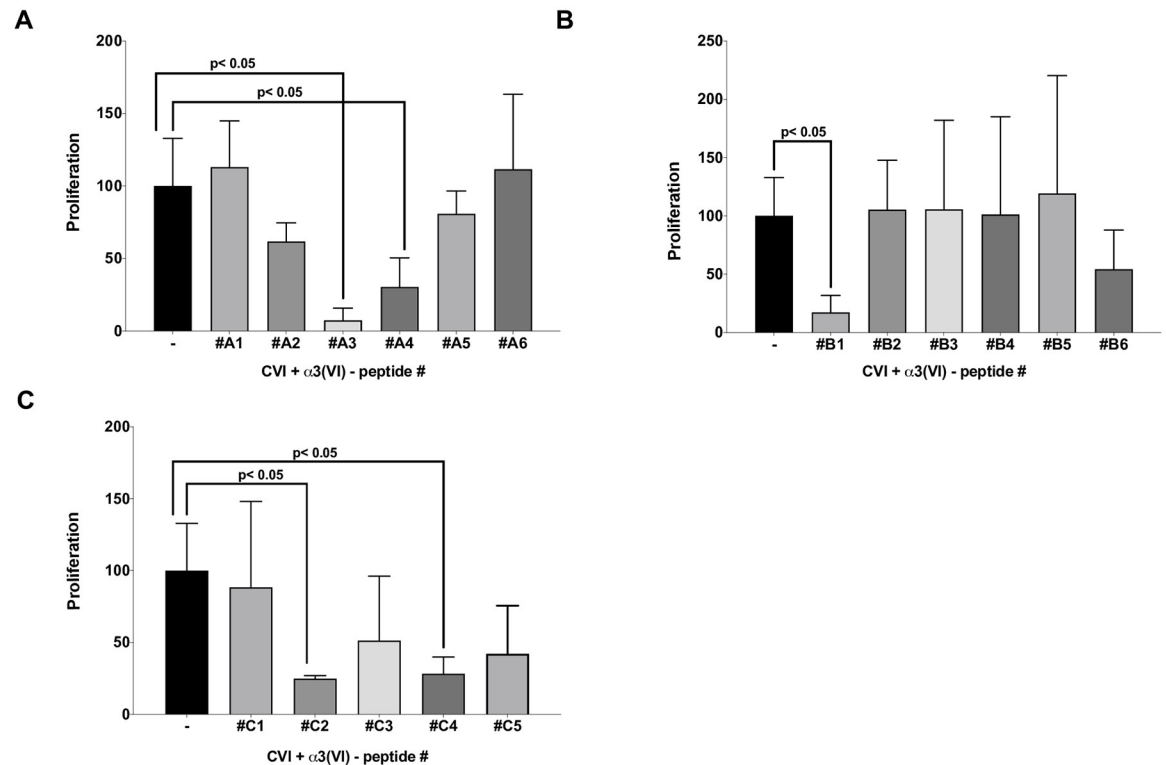 A
200
150
100
50
0
Proliferation
p< 0.05
p< 0.05
- #A1 #A2 #A3 #A4 #A5 #A6
CVI + α3(VI) - peptide #
B
250
200
150
100
50
0
Proliferation
p< 0.05
- #B1 #B2 #B3 #B4 #B5 #B6
CVI + α3(VI) - peptide #
C
200
150
100
50
0
Proliferation
p< 0.05
p< 0.05
- #C1 #C2 #C3 #C4 #C5
CVI + α3(VI) - peptide #